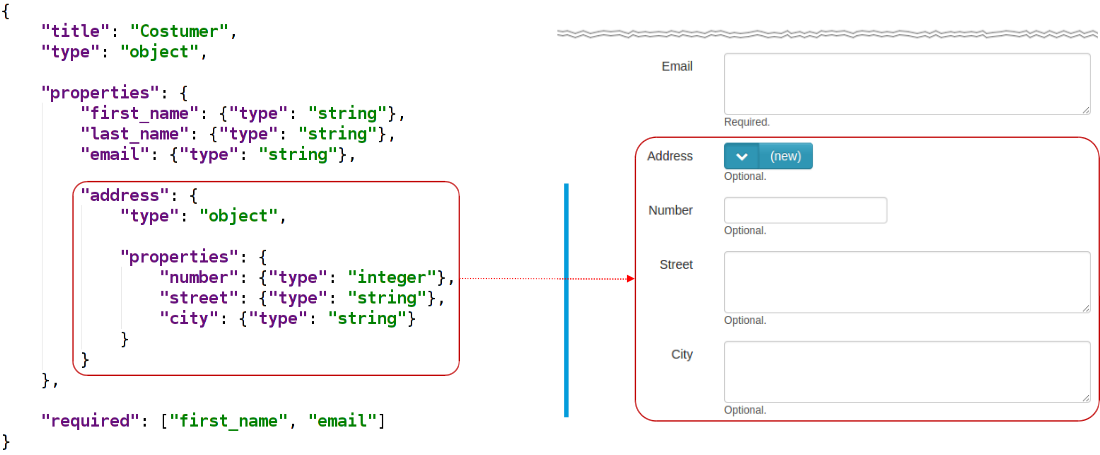 {
"title": "Costumer",
"type": "object",
"properties": {
"first_name": {"type": "string"},
"last_name": {"type": "string"},
"email": {"type": "string"},
"address": {
"type": "object",
"properties": {
"number": {"type": "integer"},
"street": {"type": "string"},
"city": {"type": "string"}
}
}
},
"required": ["first_name", "email"]
}
Email
Required.
Address (new)
Optional.
Number
Optional.
Street
Optional.
City
Optional.